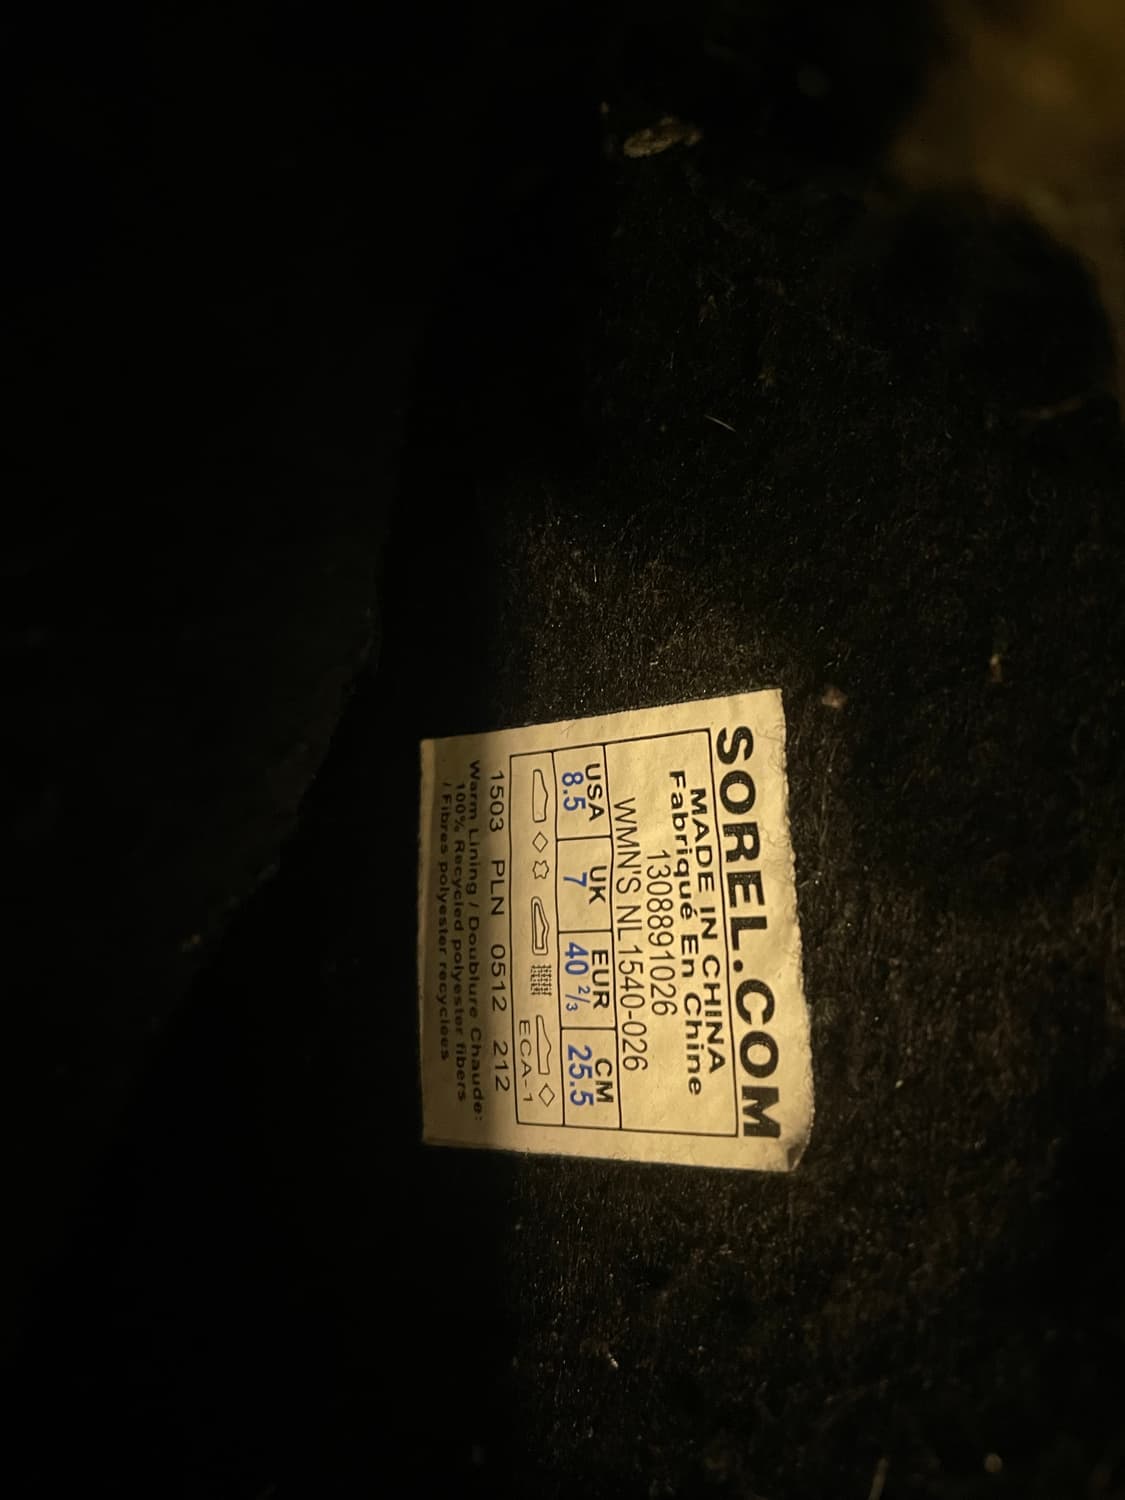 SOREL.COM
MADE IN CHINA
Fabriqué En Chine
1308891026
WMN'S NL1540-026
USA UK EUR CM
8.5 7 40 2/3 25.5
ECA-1
1503 PLN 0512 212
Warm Lining / Doublure Chaude:
100% Recycled polyester fibers
/ Fibres polyester recyclées